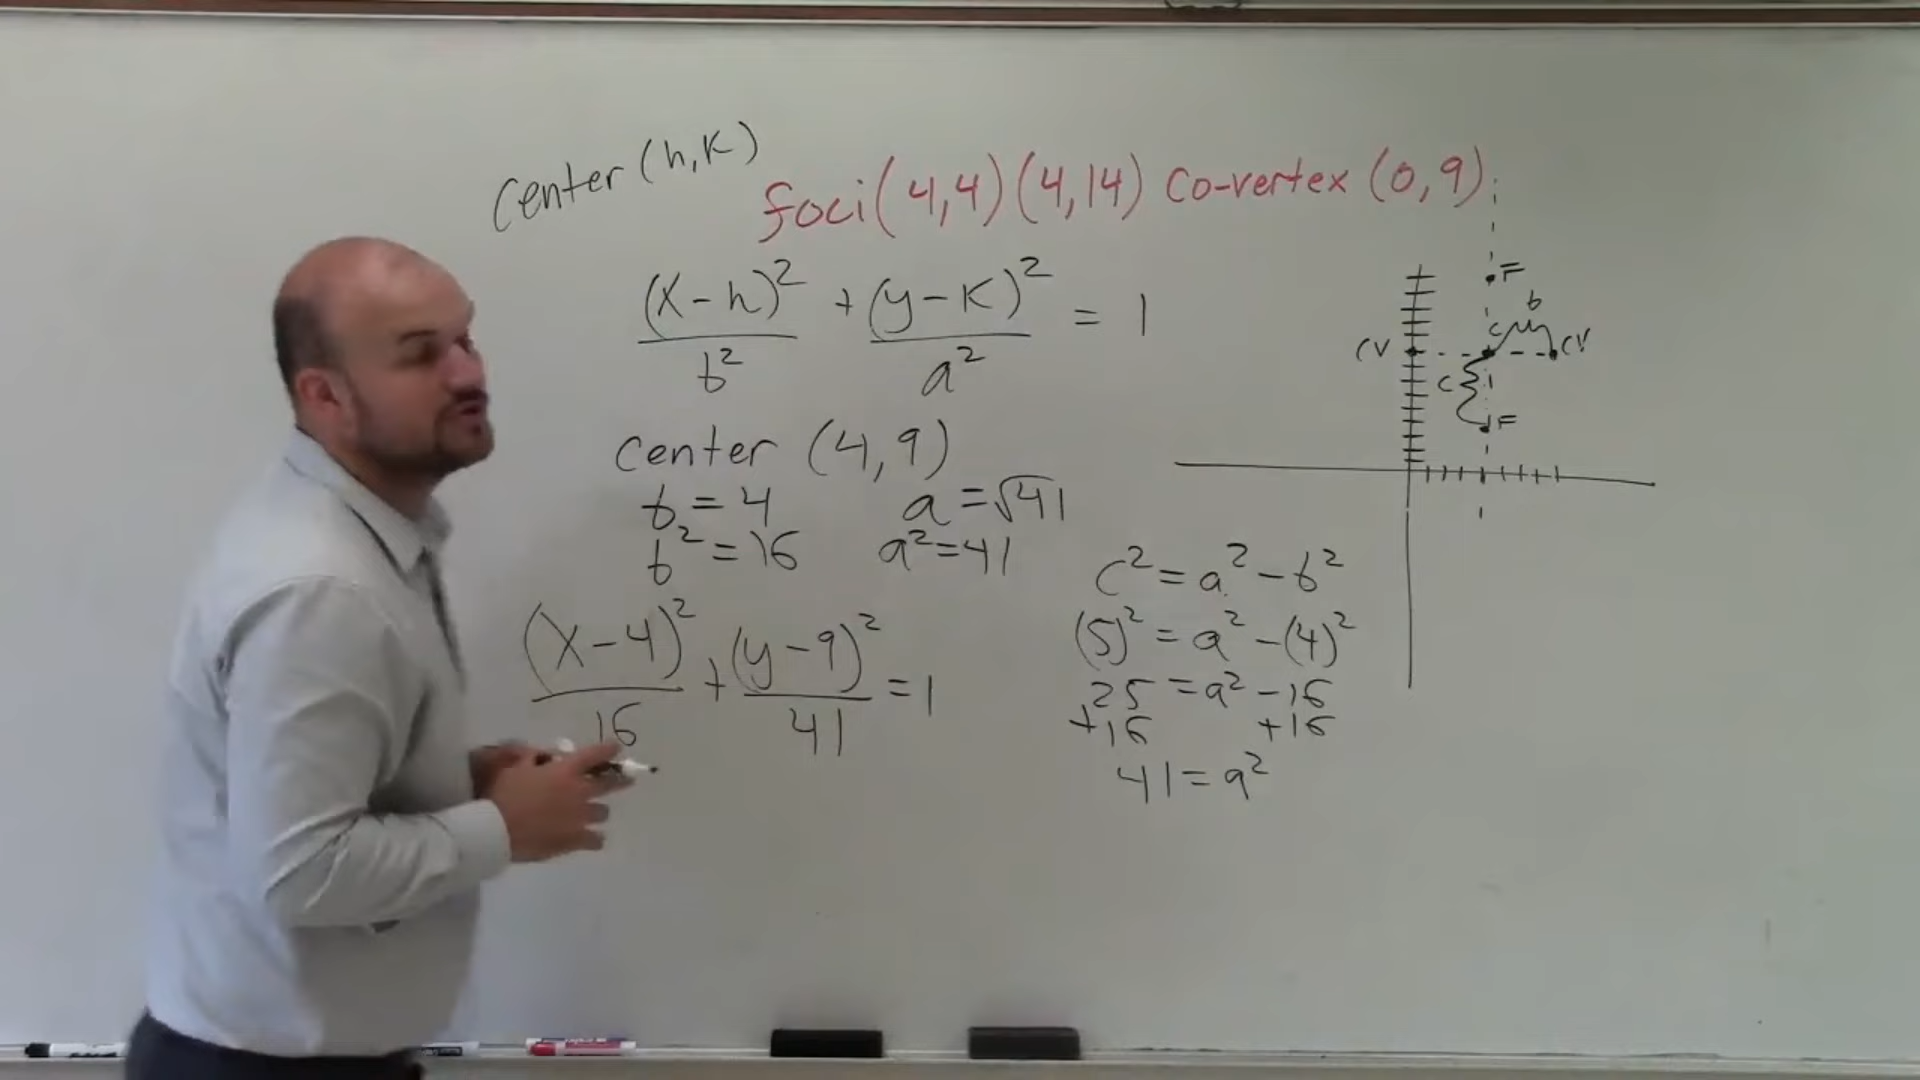 center (h,k)
foci (4,4) (4,14) Co-vertex (0,9)
(x-h)²/b² + (y-k)²/a² = 1
center (4,9)
b = 4 a = √41
b² = 16 a² = 41
(x-4)²/16 + (y-9)²/41 = 1
c² = a² - b²
(5)² = a² - (4)²
25 = a² - 16
+16 +16
41 = a²
F
b
CV C CV
C
F